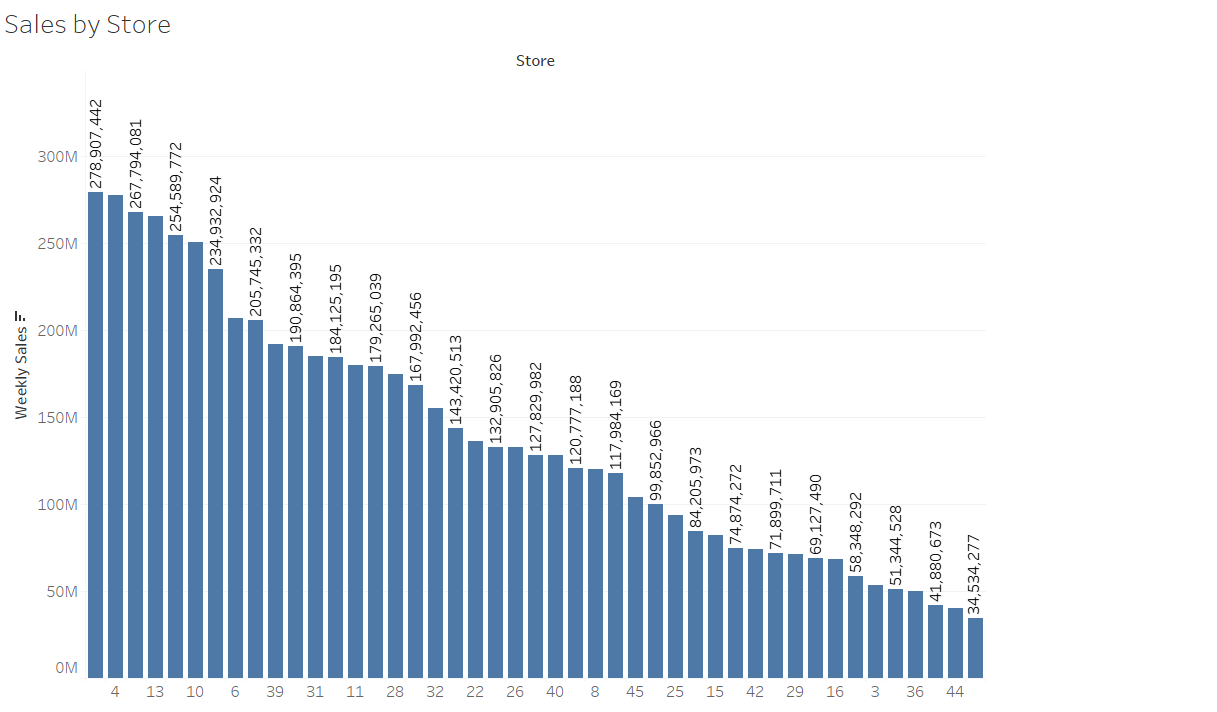 Sales by Store
Store
278,907,442
267,794,081
254,589,772
234,932,924
205,745,332
190,864,395
184,125,195
179,265,039
167,992,456
143,420,513
132,905,826
127,829,982
120,777,188
117,984,169
99,852,966
84,205,973
74,874,272
71,899,711
69,127,490
58,348,292
51,344,528
41,880,673
34,534,277
300M
250M
200M
150M
100M
50M
0M
Weekly Sales
4 13 10 6 39 31 11 28 32 22 26 40 8 45 25 15 42 29 16 3 36 44